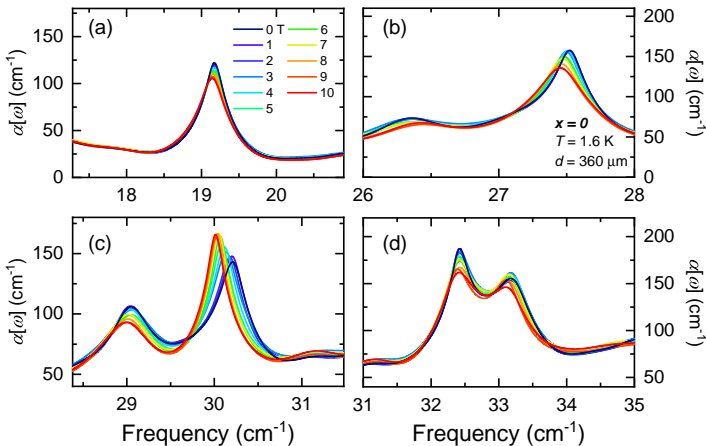 (a)
0 T
1
2
3
4
5
6
7
8
9
10
α[ω] (cm⁻¹)
0
50
100
150
18
19
20
(b)
x = 0
T = 1.6 K
d = 360 μm
α[ω] (cm⁻¹)
0
50
100
150
200
26
27
28
(c)
α[ω] (cm⁻¹)
50
100
150
29
30
31
Frequency (cm⁻¹)
(d)
α[ω] (cm⁻¹)
50
100
150
200
31
32
33
34
35
Frequency (cm⁻¹)